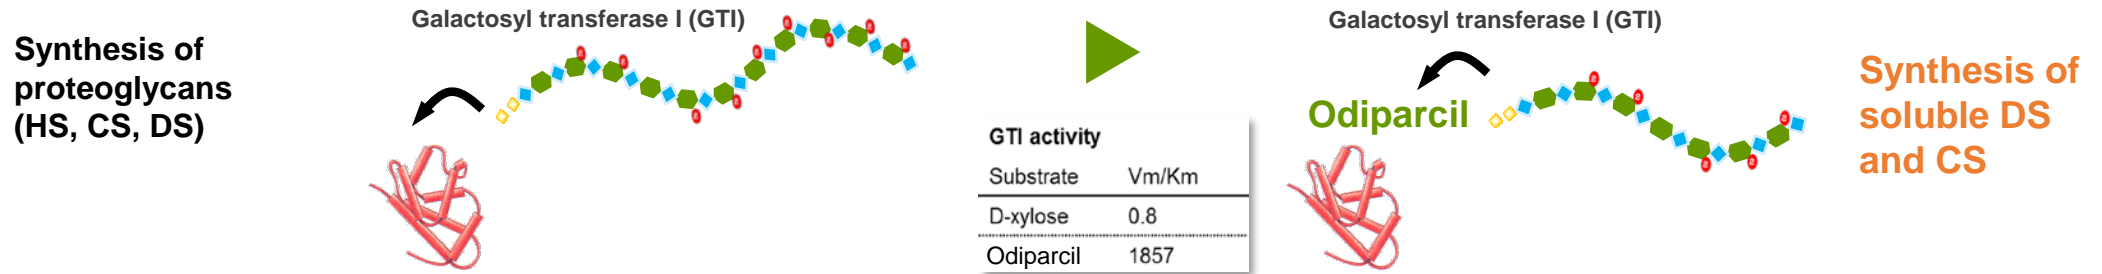 Synthesis of
proteoglycans
(HS, CS, DS)
Galactosyl transferase I (GTI)
GTI activity
Substrate Vm/Km
D-xylose 0.8
Odiparcil 1857
Galactosyl transferase I (GTI)
Odiparcil
Synthesis of
soluble DS
and CS